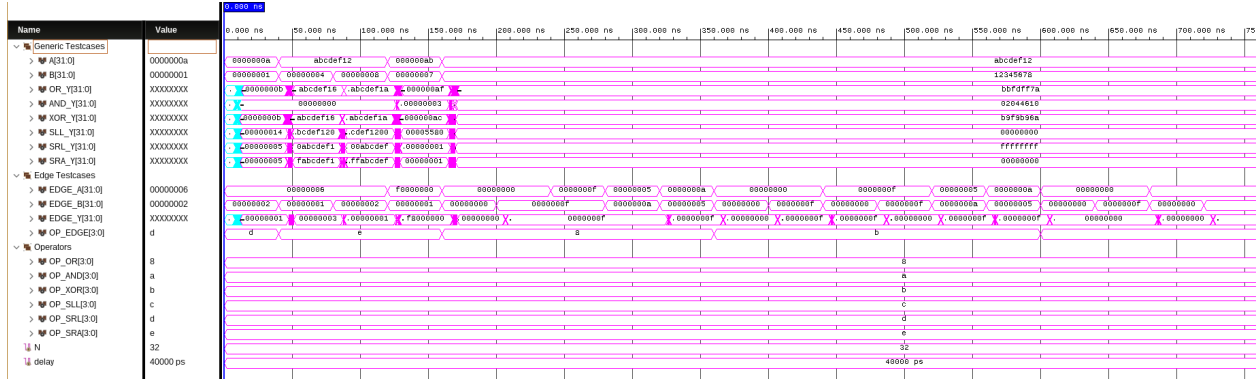 0.000 ns
Name Value 0.000 ns 50.000 ns 100.000 ns 150.000 ns 200.000 ns 250.000 ns 300.000 ns 350.000 ns 400.000 ns 450.000 ns 500.000 ns 550.000 ns 600.000 ns 650.000 ns 700.000 ns 75
Generic Testcases
A[31:0] 0000000a 0000000a abcdef12 000000ab abcdef12
B[31:0] 00000001 00000001 00000004 00000008 00000007 12345678
OR_Y[31:0] XXXXXXXX 0000000b abcdef16 .abcdef1a 000000af bbfdff7a
AND_Y[31:0] XXXXXXXX 00000000 .00000003 02044610
XOR_Y[31:0] XXXXXXXX 0000000b abcdef16 .abcdef1a 000000ac b9f9b96a
SLL_Y[31:0] XXXXXXXX 00000014 .bcdef120 .cdef1200 00005580 00000000
SRL_Y[31:0] XXXXXXXX 00000005 0abcdef1 00abcdef .00000001 ffffffff
SRA_Y[31:0] XXXXXXXX 00000005 fabcdef1 .ffabcdef 00000001 00000000
Edge Testcases
EDGE_A[31:0] 00000006 00000006 f0000000 00000000 0000000f 00000005 0000000a 00000000 0000000f 00000005 0000000a 00000000
EDGE_B[31:0] 00000002 00000002 00000001 00000002 00000001 00000000 0000000f 0000000a 00000005 00000000 0000000f 00000000 0000000f 0000000a 00000005 00000000 0000000f 00000000
EDGE_Y[31:0] XXXXXXXX 00000001 00000003 .00000001 .f8000000 00000000 . 0000000f .0000000f .00000000 .0000000f .0000000f .00000000 .0000000f .0000000f . 00000000 .00000000 .
OP_EDGE[3:0] d d e 8 b
Operators
OP_OR[3:0] 8 8
OP_AND[3:0] a a
OP_XOR[3:0] b b
OP_SLL[3:0] c c
OP_SRL[3:0] d d
OP_SRA[3:0] e e
N 32 32
delay 40000 ps 40000 ps